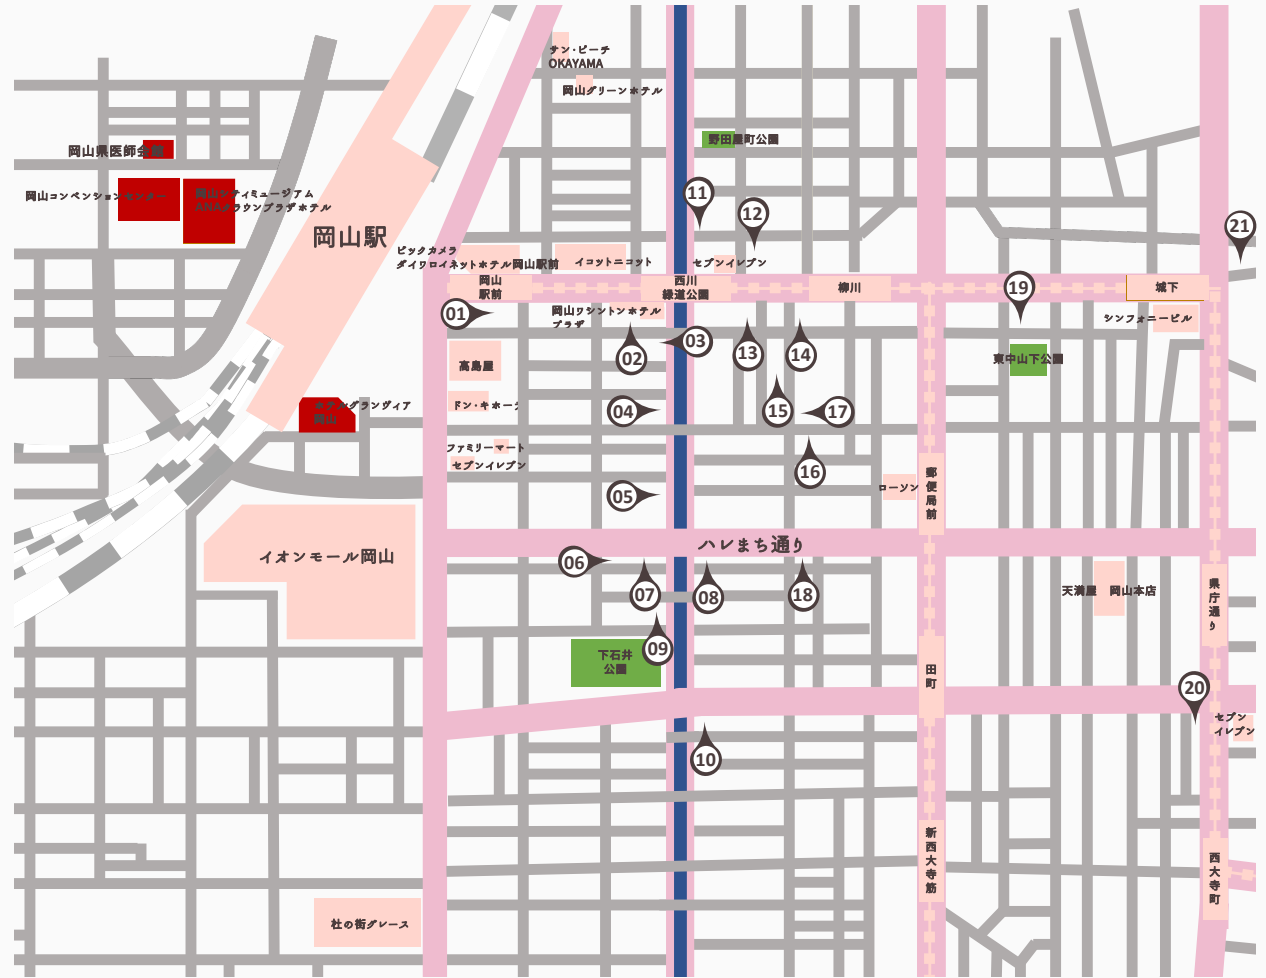 サン・ピーチ
OKAYAMA
岡山グリーンホテル
野田屋町公園
岡山県医師会館
岡山コンベンションセンター
岡山シティミュージアム
ANAクラウンプラザホテル
岡山駅
11
12
21
ビックカメラ
ダイワロイネットホテル岡山駅前
イコットニコット
セブンイレブン
岡山
駅前
西川
緑道公園
柳川
19
城下
01
岡山ワシントンホテル
プラザ
シンフォニービル
02
03
13
14
東中山下公園
高島屋
ドン・キホーテ
04
15
17
ホテルグランヴィア
岡山
ファミリーマート
セブンイレブン
16
05
ローソン
郵便局前
ハレまち通り
イオンモール岡山
06
07
08
18
天満屋 岡山本店
県庁通り
09
下石井
公園
田町
20
セブン
イレブン
10
新西大寺筋
西大寺町
杜の街グレース